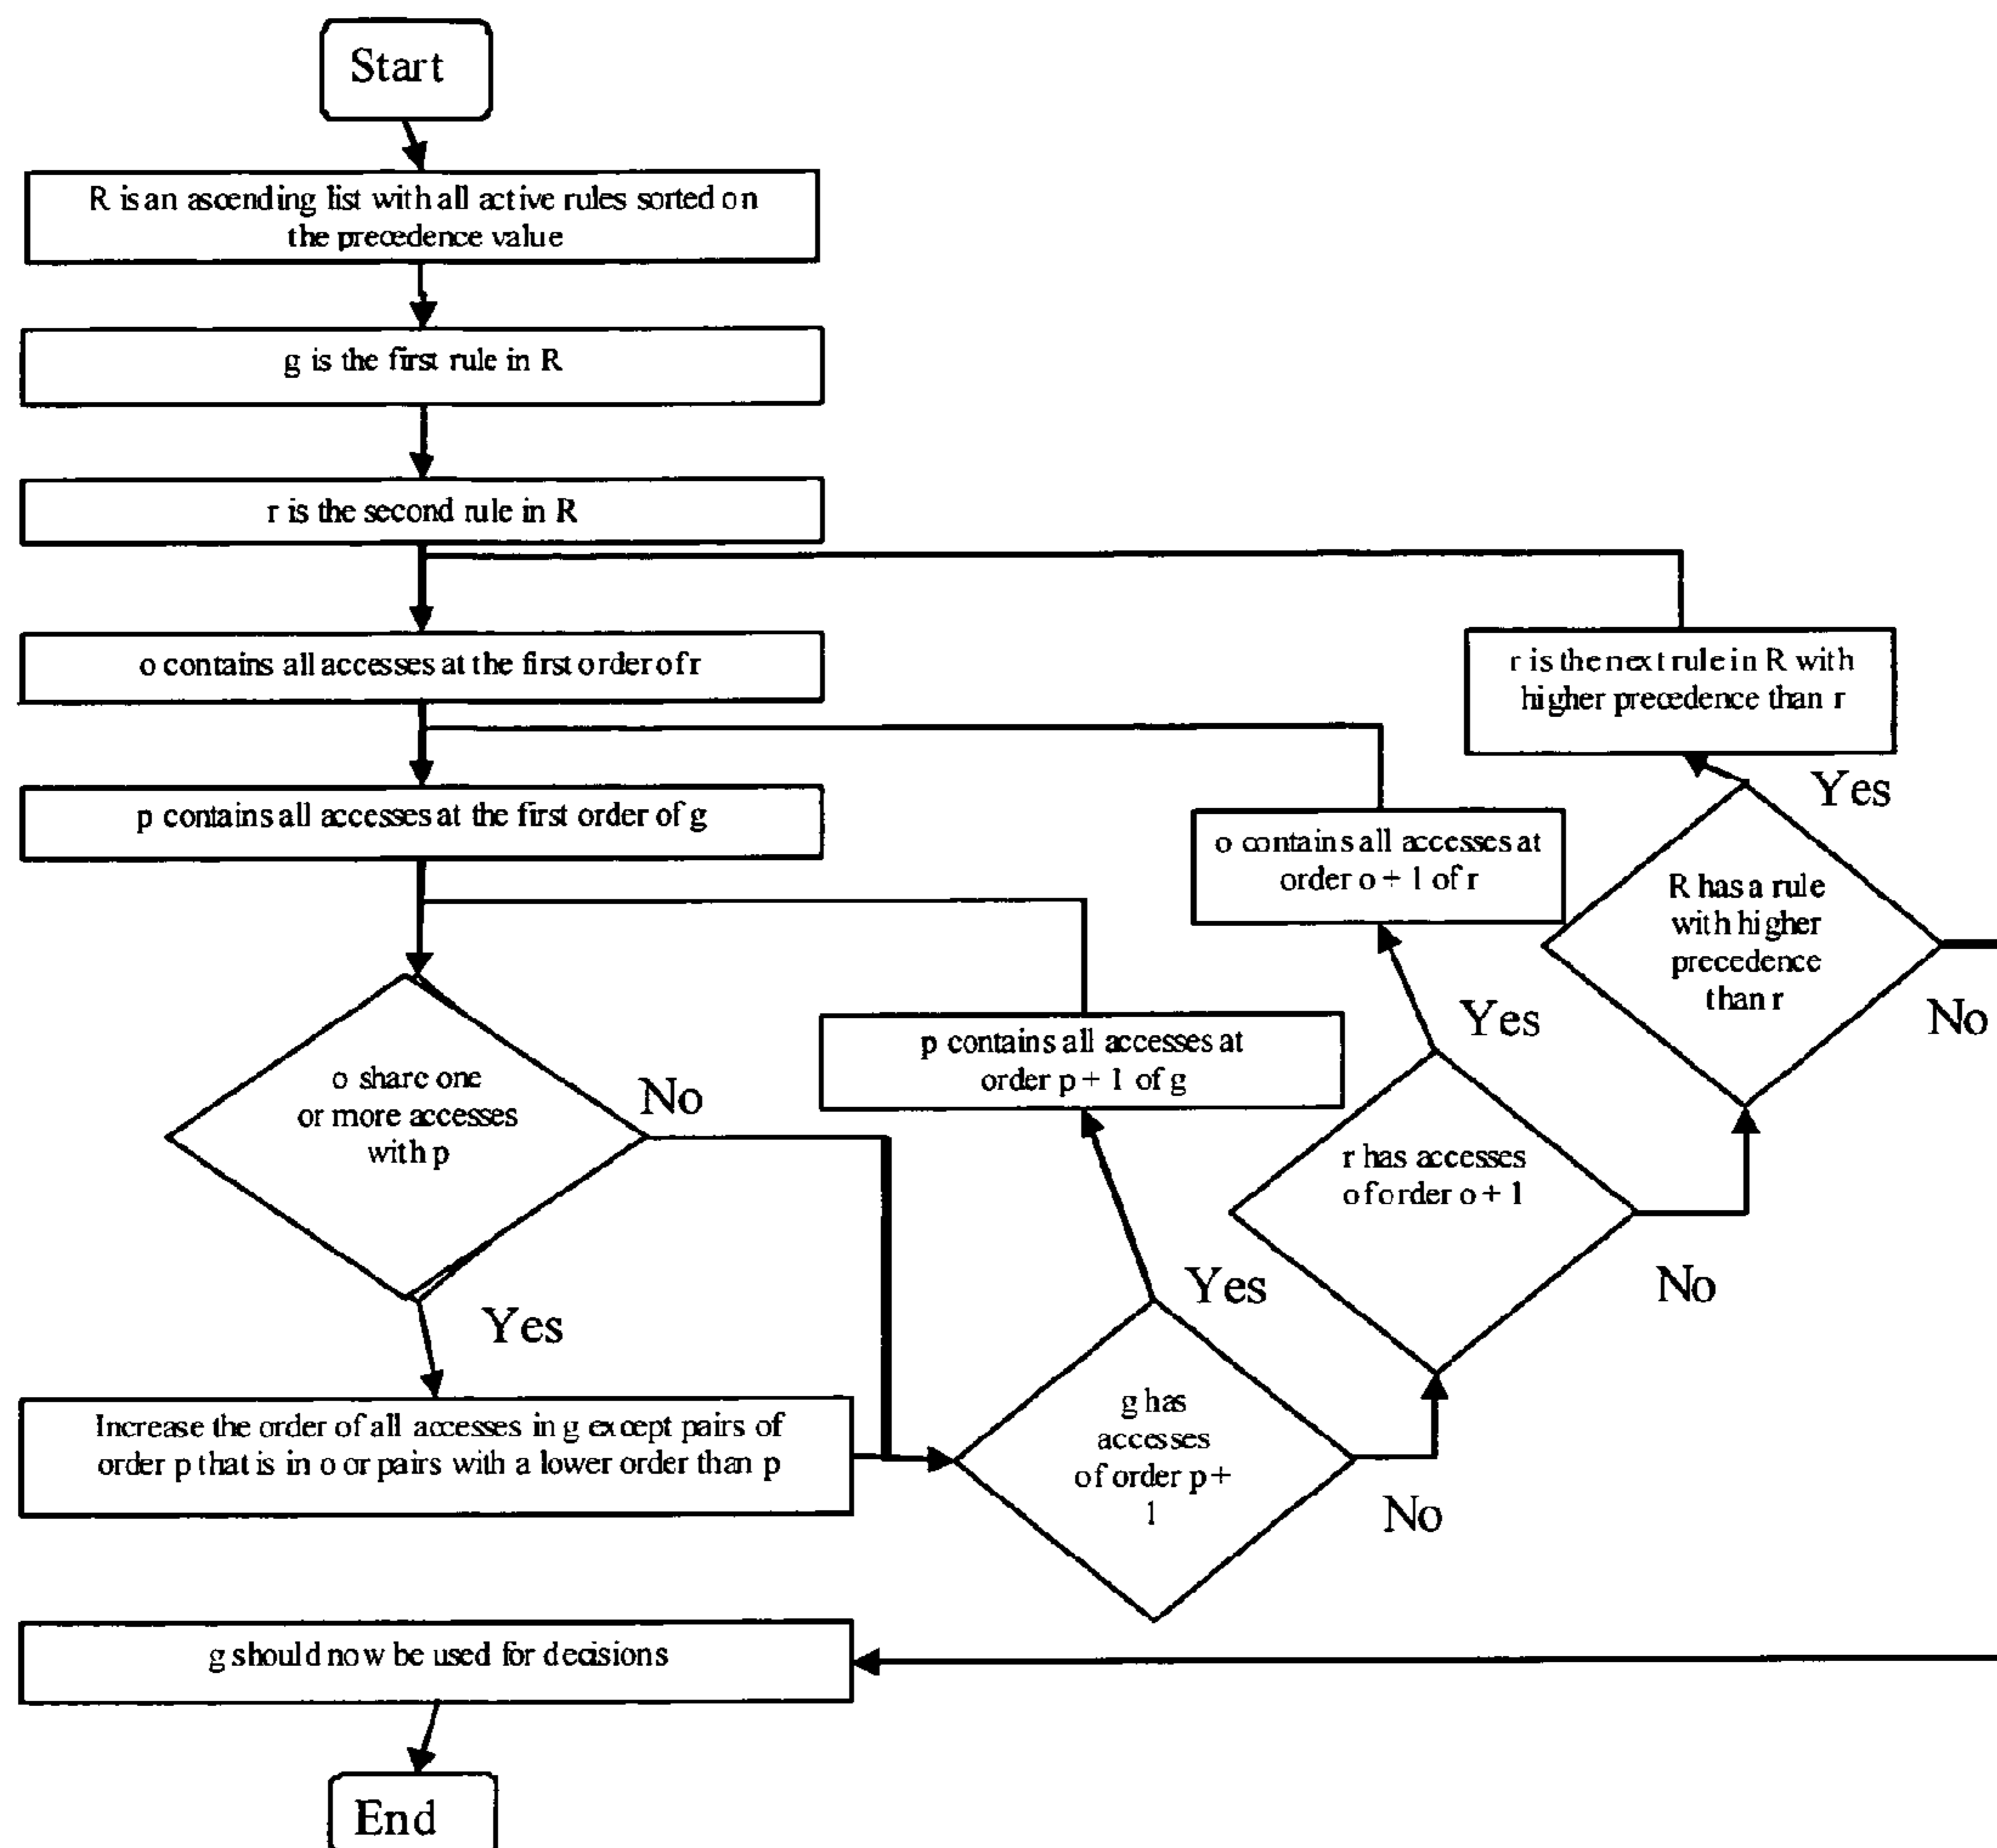 Start
R is an ascending list with all active rules sorted on
the precedence value
g is the first rule in R
r is the second rule in R
o contains all accesses at the first order of r
r is the next rule in R with
higher precedence than r
p contains all accesses at the first order of g
Yes
o contains all accesses at
order o + 1 of r
R has a rule
with higher
precedence
than r
Yes
No
p contains all accesses at
order p + 1 of g
o share one
or more accesses
with p
No
r has accesses
of order o + 1
Yes
No
Yes
Increase the order of all accesses in g except pairs of
order p that is in o or pairs with a lower order than p
g has
accesses
of order p +
1
No
g should now be used for decisions
End